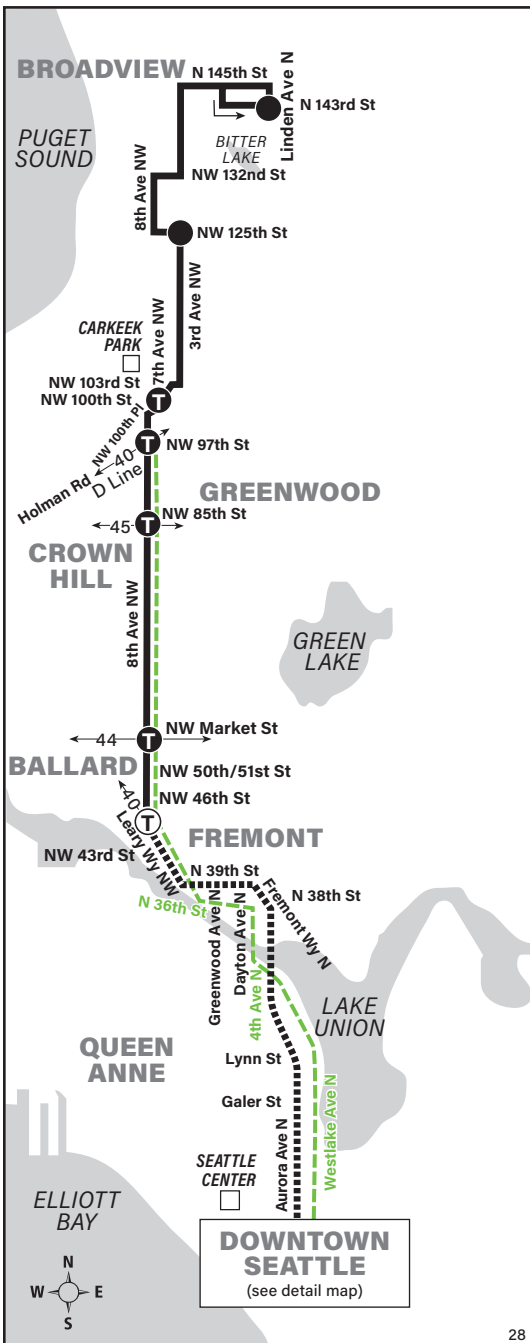 BROADVIEW
N 145th St
Linden Ave N
N 143rd St
PUGET
SOUND
BITTER
LAKE
NW 132nd St
8th Ave NW
NW 125th St
3rd Ave NW
CARKEEK
PARK
7th Ave NW
NW 103rd St
NW 100th St
T
NW 100th Pl
40
D Line
Holman Rd
T
NW 97th St
GREENWOOD
45
T
NW 85th St
CROWN
HILL
8th Ave NW
GREEN
LAKE
44
T
NW Market St
BALLARD
NW 50th/51st St
NW 46th St
40
T
Leary Wy NW
FREMONT
NW 43rd St
N 39th St
N 36th St
Greenwood Ave N
Dayton Ave N
Fremont Wy N
N 38th St
4th Ave N
LAKE
UNION
QUEEN
ANNE
Lynn St
Galer St
Aurora Ave N
Westlake Ave N
SEATTLE
CENTER
ELLIOTT
BAY
DOWNTOWN
SEATTLE
(see detail map)
N
W E
S
28